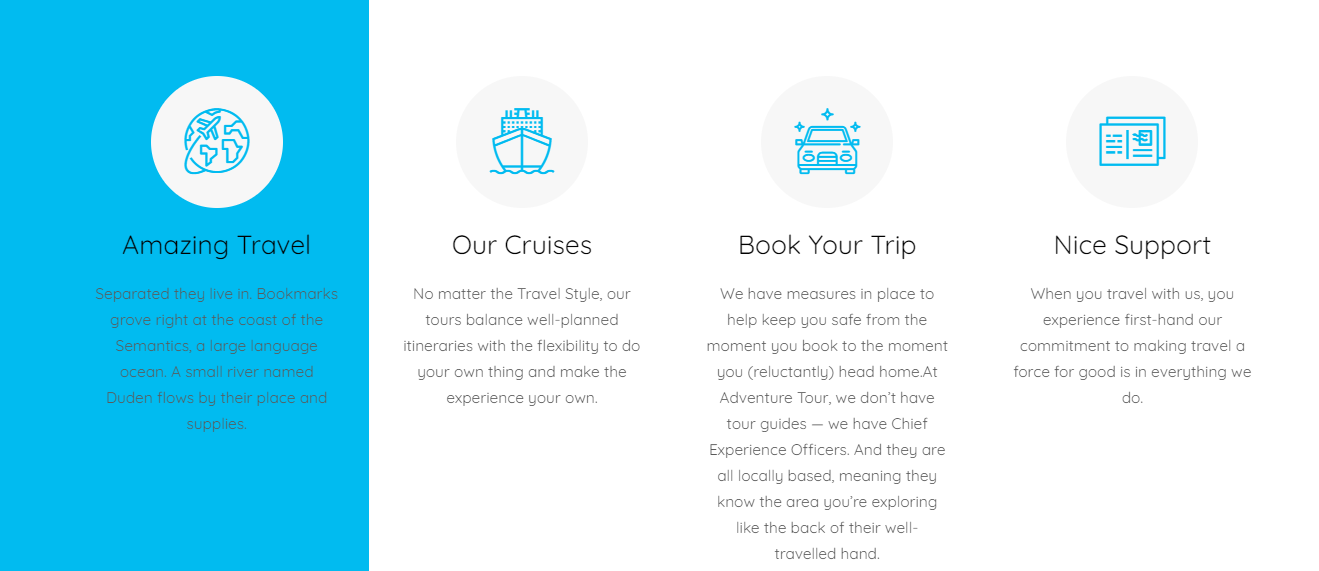 Amazing Travel
Separated they live in. Bookmarks
grove right at the coast of the
Semantics, a large language
ocean. A small river named
Duden flows by their place and
supplies.
Our Cruises
No matter the Travel Style, our
tours balance well-planned
itineraries with the flexibility to do
your own thing and make the
experience your own.
Book Your Trip
We have measures in place to
help keep you safe from the
moment you book to the moment
you (reluctantly) head home.At
Adventure Tour, we don’t have
tour guides — we have Chief
Experience Officers. And they are
all locally based, meaning they
know the area you’re exploring
like the back of their well-
travelled hand.
Nice Support
When you travel with us, you
experience first-hand our
commitment to making travel a
force for good is in everything we
do.